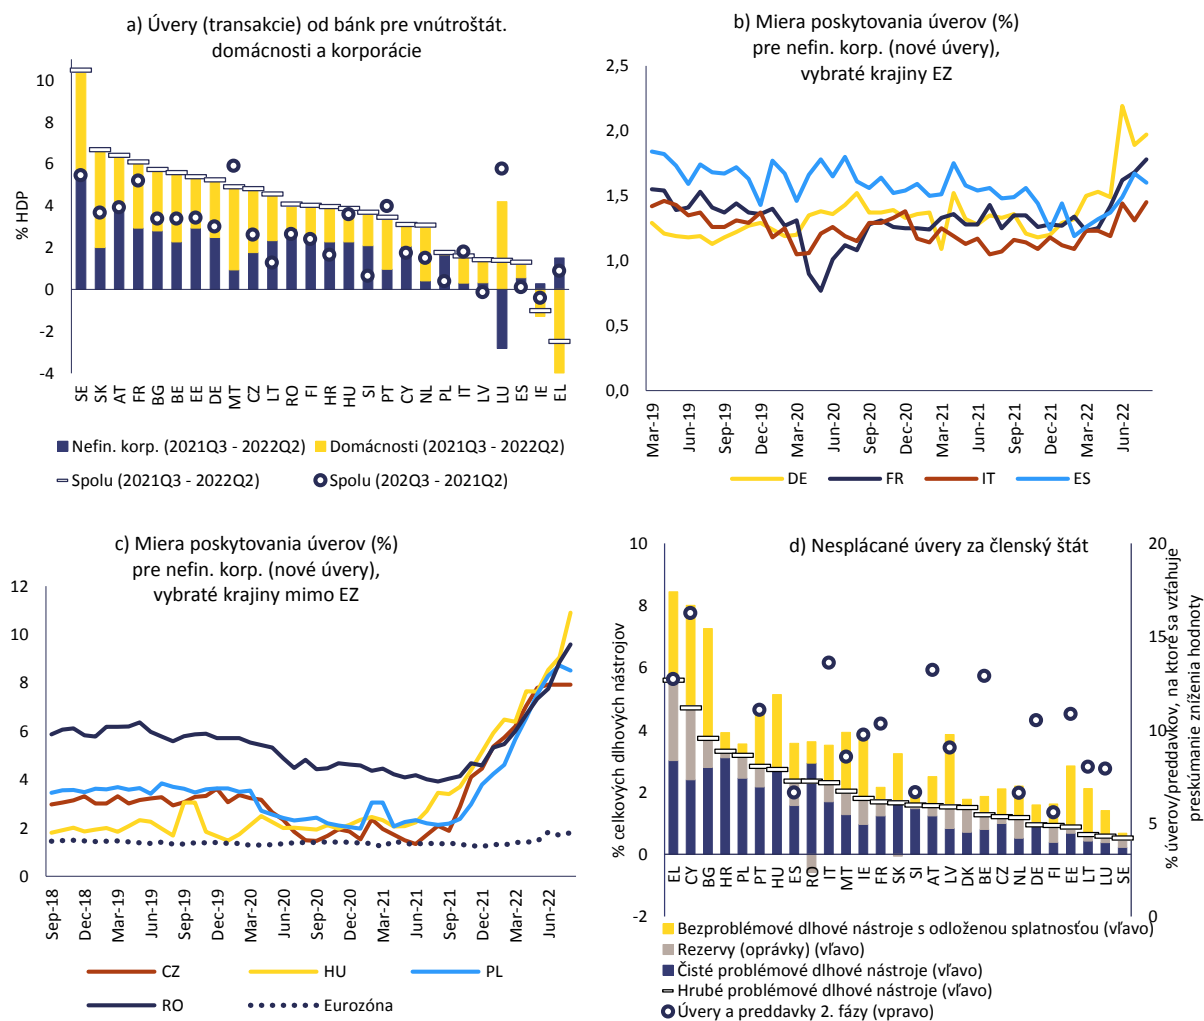 a) Úvery (transakcie) od bánk pre vnútroštát.
domácnosti a korporácie
% HDP
10
8
6
4
2
0
-2
-4
SE SK AT FR BG BE EE DE MT CZ LT RO FI HR HU SI PT CY NL PL IT LV LU ES IE EL
Nefin. korp. (2021Q3 - 2022Q2) Domácnosti (2021Q3 - 2022Q2)
Spolu (2021Q3 - 2022Q2) Spolu (202Q3 - 2021Q2)
b) Miera poskytovania úverov (%)
pre nefin. korp. (nové úvery),
vybraté krajiny EZ
2,5
2,0
1,5
1,0
0,5
0,0
Mar-19 Jun-19 Sep-19 Dec-19 Mar-20 Jun-20 Sep-20 Dec-20 Mar-21 Jun-21 Sep-21 Dec-21 Mar-22 Jun-22
DE FR IT ES
c) Miera poskytovania úverov (%)
pre nefin. korp. (nové úvery),
vybraté krajiny mimo EZ
12
10
8
6
4
2
0
Sep-18 Dec-18 Mar-19 Jun-19 Sep-19 Dec-19 Mar-20 Jun-20 Sep-20 Dec-20 Mar-21 Jun-21 Sep-21 Dec-21 Mar-22 Jun-22
CZ HU PL
RO Eurozóna
d) Nesplácané úvery za členský štát
% celkových dlhových nástrojov
10
8
6
4
2
0
-2
20
15
10
5
0
% úverov/preddavkov, na ktoré sa vzťahuje
preskúmanie zníženia hodnoty
EL CY BG HR PL PT HU ES RO IT MT IE FR SK SI AT LV DK BE CZ NL DE FI EE LT LU SE
Bezproblémové dlhové nástroje s odloženou splatnosťou (vľavo)
Rezervy (oprávky) (vľavo)
Čisté problémové dlhové nástroje (vľavo)
Hrubé problémové dlhové nástroje (vľavo)
Úvery a preddavky 2. fázy (vpravo)